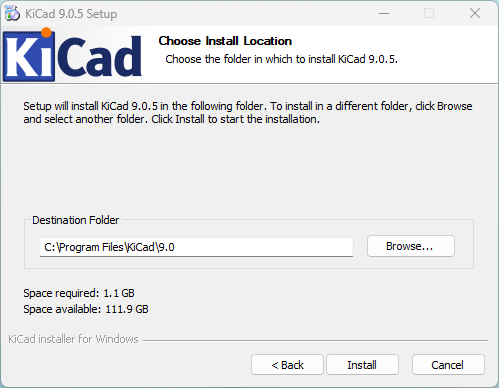 KiCad 9.0.5 Setup
KiCad
Choose Install Location
Choose the folder in which to install KiCad 9.0.5.
Setup will install KiCad 9.0.5 in the following folder. To install in a different folder, click Browse
and select another folder. Click Install to start the installation.
Destination Folder
C:\Program Files\KiCad\9.0
Browse...
Space required: 1.1 GB
Space available: 111.9 GB
KiCad installer for Windows
< Back
Install
Cancel